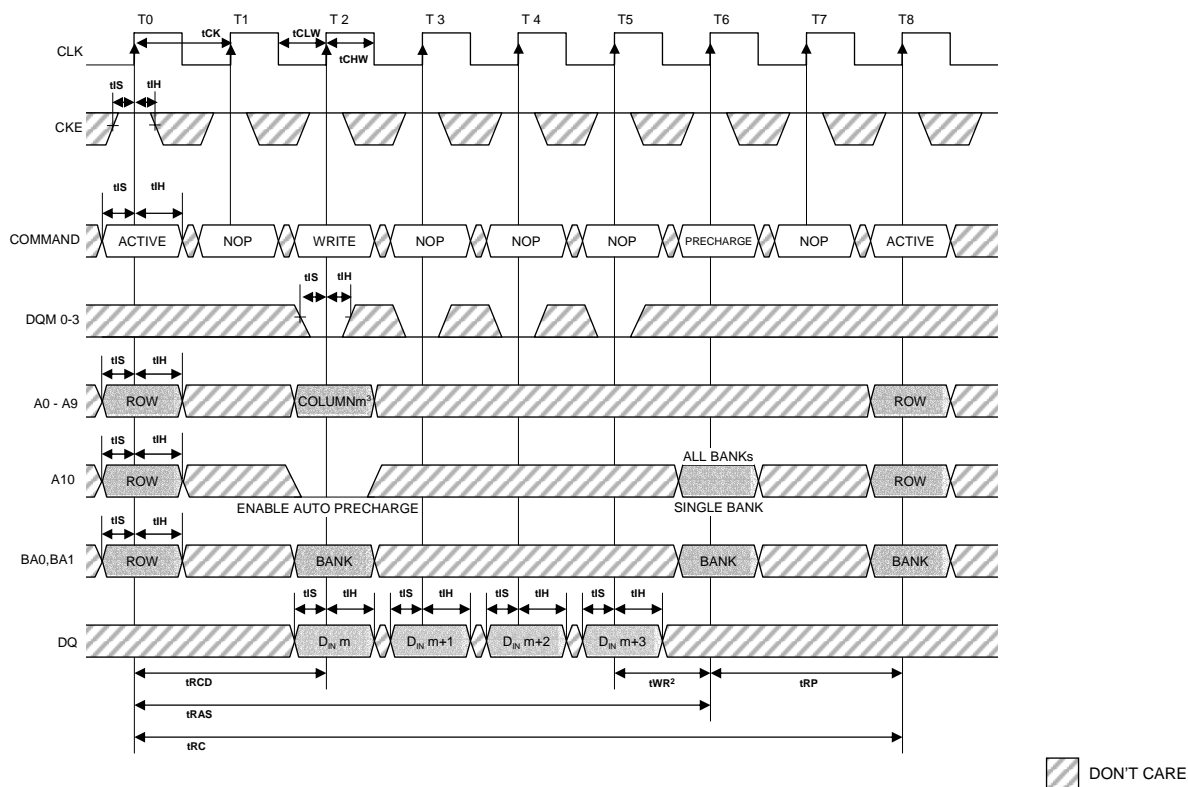 T0 T1 T 2 T 3 T 4 T5 T6 T7 T8
tCK tCLW
CLK
tCHW
tIS tIH
CKE
tIS tIH
COMMAND ACTIVE NOP WRITE NOP NOP NOP PRECHARGE NOP ACTIVE
tIS tIH
DQM 0-3
tIS tIH
A0 - A9 ROW COLUMNm³ ROW
tIS tIH
ALL BANKs
A10 ROW ROW
ENABLE AUTO PRECHARGE SINGLE BANK
tIS tIH
BA0,BA1 ROW BANK BANK BANK
tIS tIH tIS tIH tIS tIH tIS tIH
DQ DIN m DIN m+1 DIN m+2 DIN m+3
tRCD tWR² tRP
tRAS
tRC
DON'T CARE